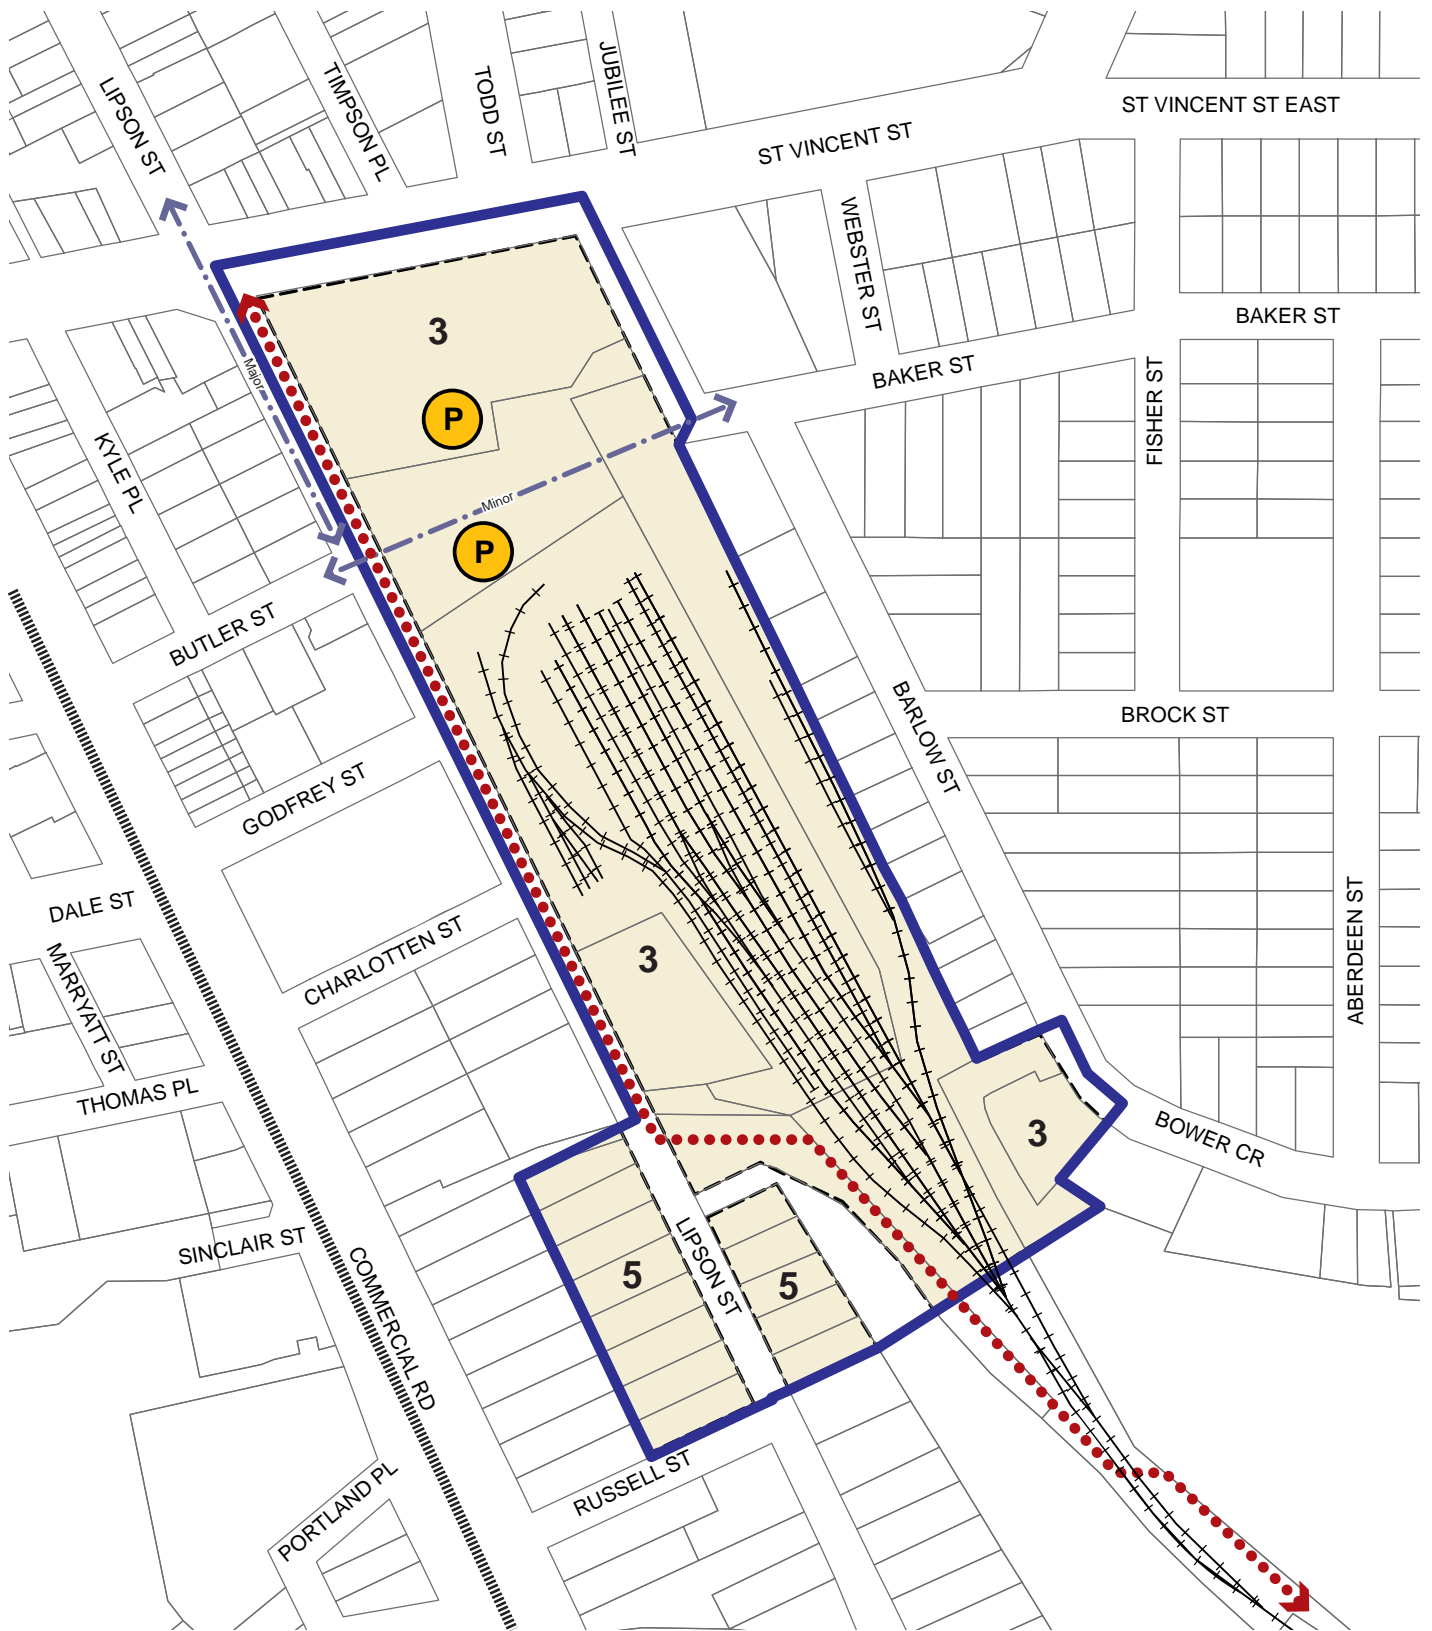 LIPSON ST
TIMPSON PL
TODD ST
JUBILEE ST
ST VINCENT ST
ST VINCENT ST EAST
WEBSTER ST
BAKER ST
BAKER ST
FISHER ST
3
Major
P
KYLE PL
Minor
P
BUTLER ST
BARLOW ST
BROCK ST
GODFREY ST
DALE ST
CHARLOTTEN ST
3
ABERDEEN ST
MARRYATT ST
THOMAS PL
3
BOWER CR
SINCLAIR ST
COMMERCIAL RD
5
LIPSON ST
5
PORTLAND PL
RUSSELL ST